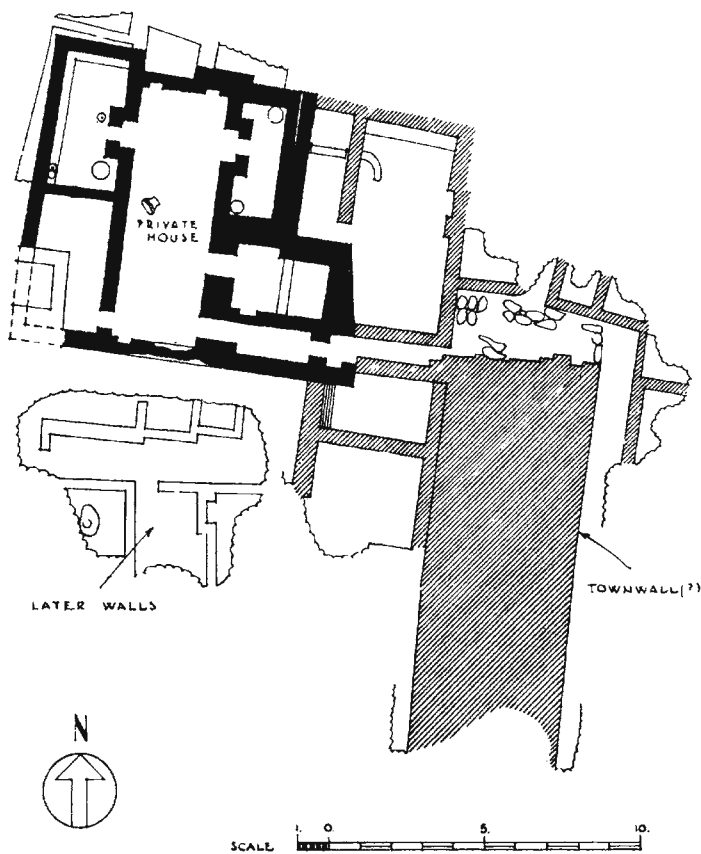 PRIVATE
HOUSE
TOWNWALL(?)
LATER WALLS
N
SCALE
1. 0. 5. 10.